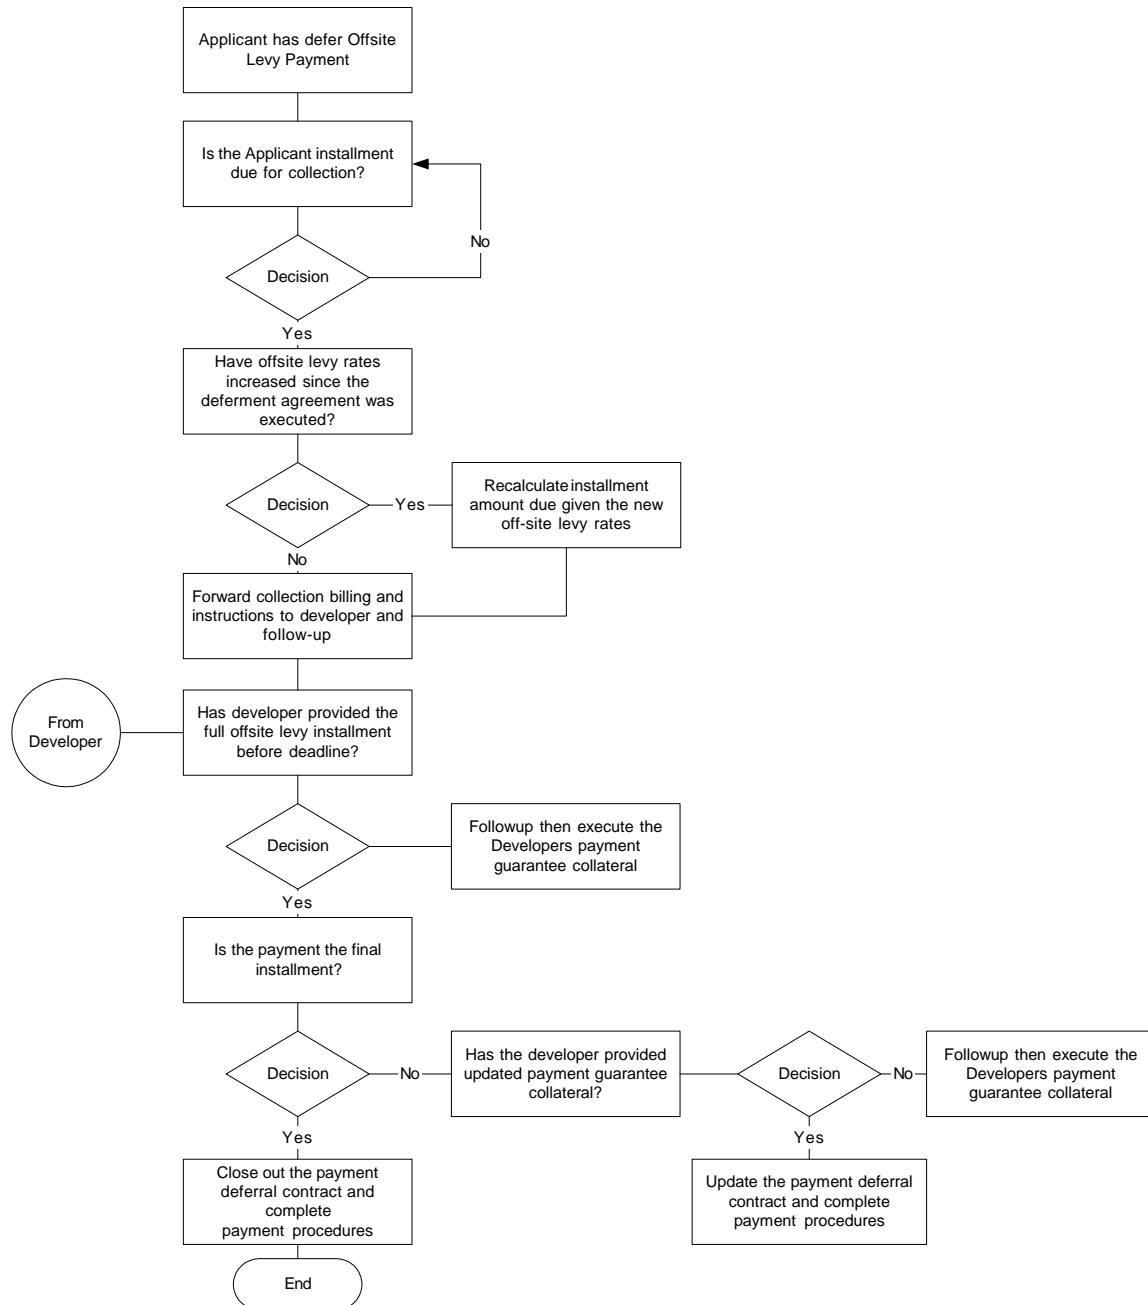 Applicant has defer Offsite
Levy Payment
Is the Applicant installment
due for collection?
No
Decision
Yes
Have offsite levy rates
increased since the
deferment agreement was
executed?
Decision
Yes
Recalculate installment
amount due given the new
off-site levy rates
No
Forward collection billing and
instructions to developer and
follow-up
From
Developer
Has developer provided the
full offsite levy installment
before deadline?
Decision
Followup then execute the
Developers payment
guarantee collateral
Yes
Is the payment the final
installment?
Decision
No
Has the developer provided
updated payment guarantee
collateral?
Decision
No
Followup then execute the
Developers payment
guarantee collateral
Yes
Yes
Close out the payment
deferral contract and
complete
payment procedures
Update the payment deferral
contract and complete
payment procedures
End